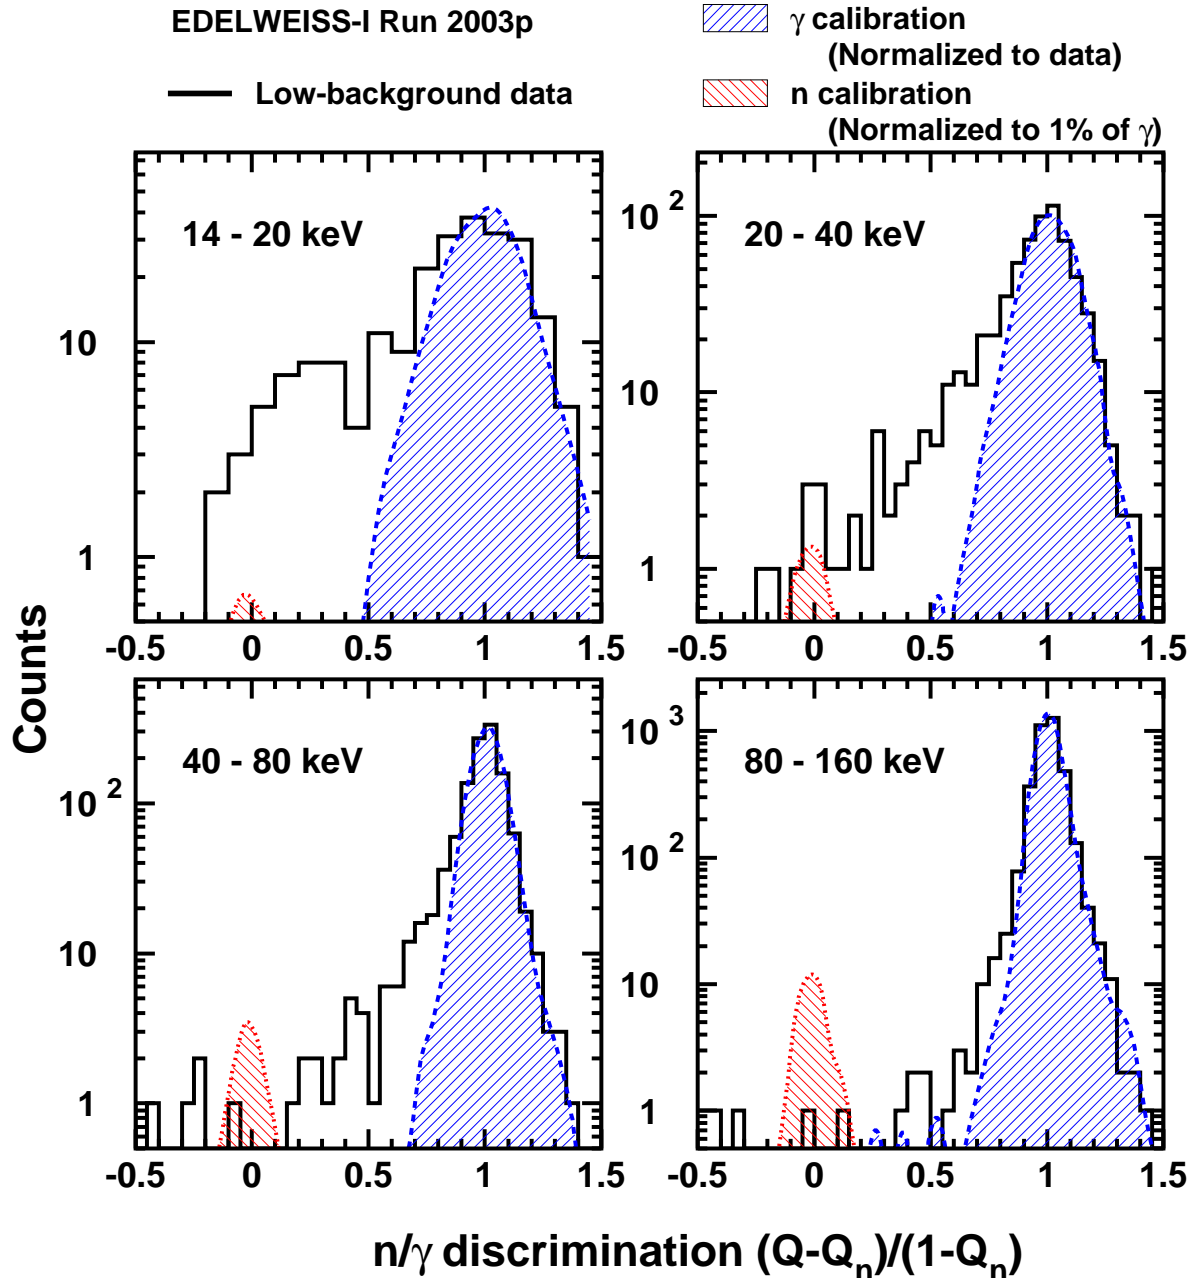 EDELWEISS-I Run 2003p
γ calibration
(Normalized to data)
Low-background data
n calibration
(Normalized to 1% of γ)
14 - 20 keV
10
1
-0.5 0 0.5 1 1.5
20 - 40 keV
10 2
10
1
-0.5 0 0.5 1 1.5
Counts
40 - 80 keV
10 2
10
1
-0.5 0 0.5 1 1.5
80 - 160 keV
10 3
10 2
10
1
-0.5 0 0.5 1 1.5
n/γ discrimination (Q-Qn)/(1-Qn)